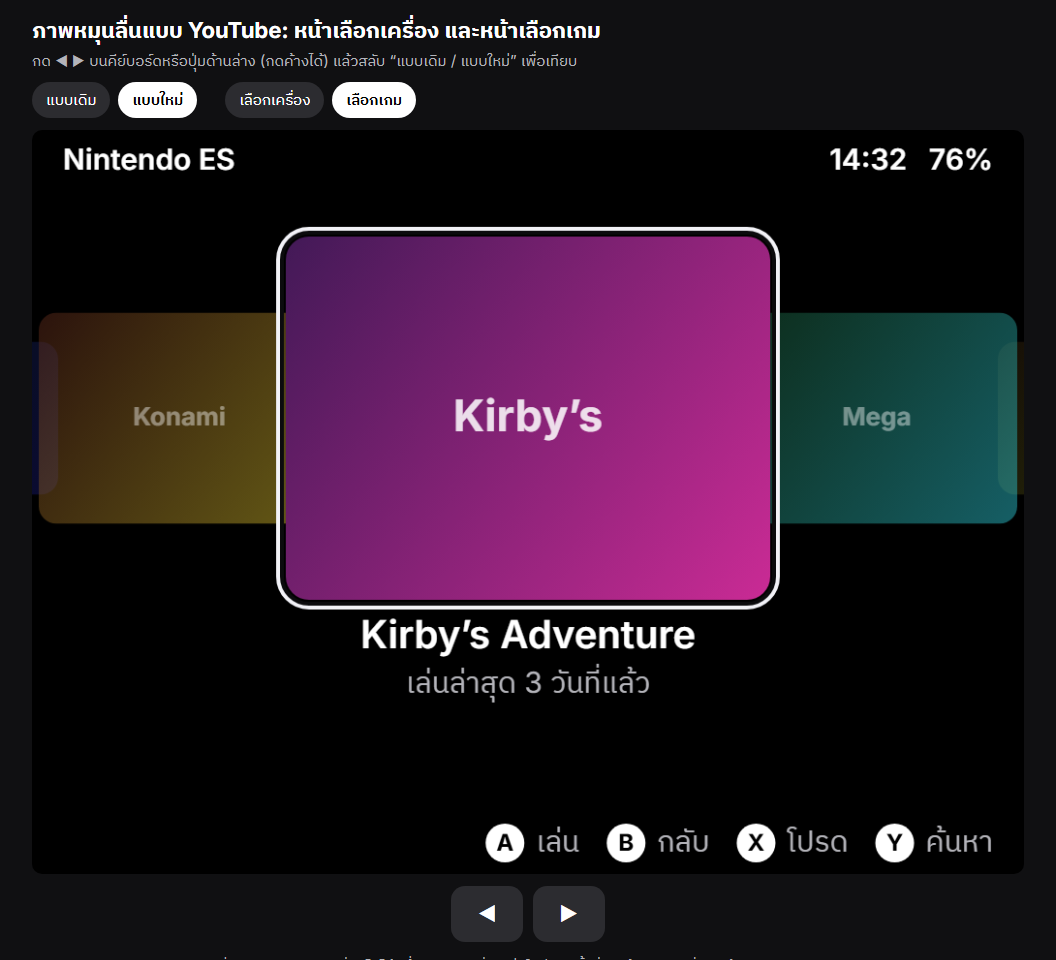 ภาพหมุนลื่นแบบ YouTube: หน้าเลือกเครื่อง และหน้าเลือกเกม
กด ◀ ▶ บนคีย์บอร์ดหรือปุ่มด้านล่าง (กดค้างได้) แล้วสลับ “แบบเดิม / แบบใหม่” เพื่อเทียบ
แบบเดิม แบบใหม่ เลือกเครื่อง เลือกเกม
Nintendo ES 14:32 76%
Konami Kirby’s Mega
Kirby’s Adventure
เล่นล่าสุด 3 วันที่แล้ว
A เล่น B กลับ X โปรด Y ค้นหา
◀ ▶